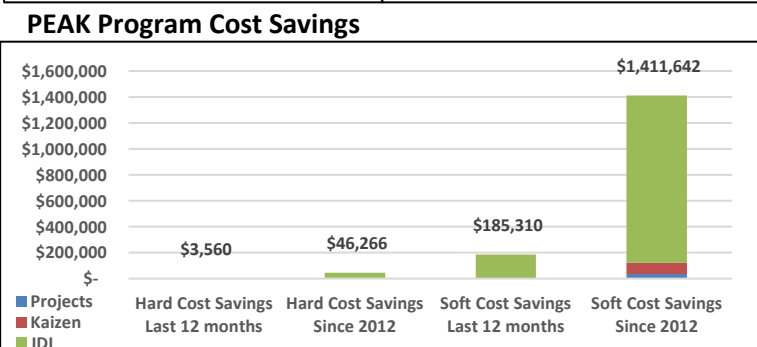 PEAK Program Cost Savings
$1,600,000
$1,400,000
$1,200,000
$1,000,000
$800,000
$600,000
$400,000
$200,000
$-
$3,560
$46,266
$185,310
$1,411,642
Hard Cost Savings Last 12 months
Hard Cost Savings Since 2012
Soft Cost Savings Last 12 months
Soft Cost Savings Since 2012
Projects
Kaizen
JDI